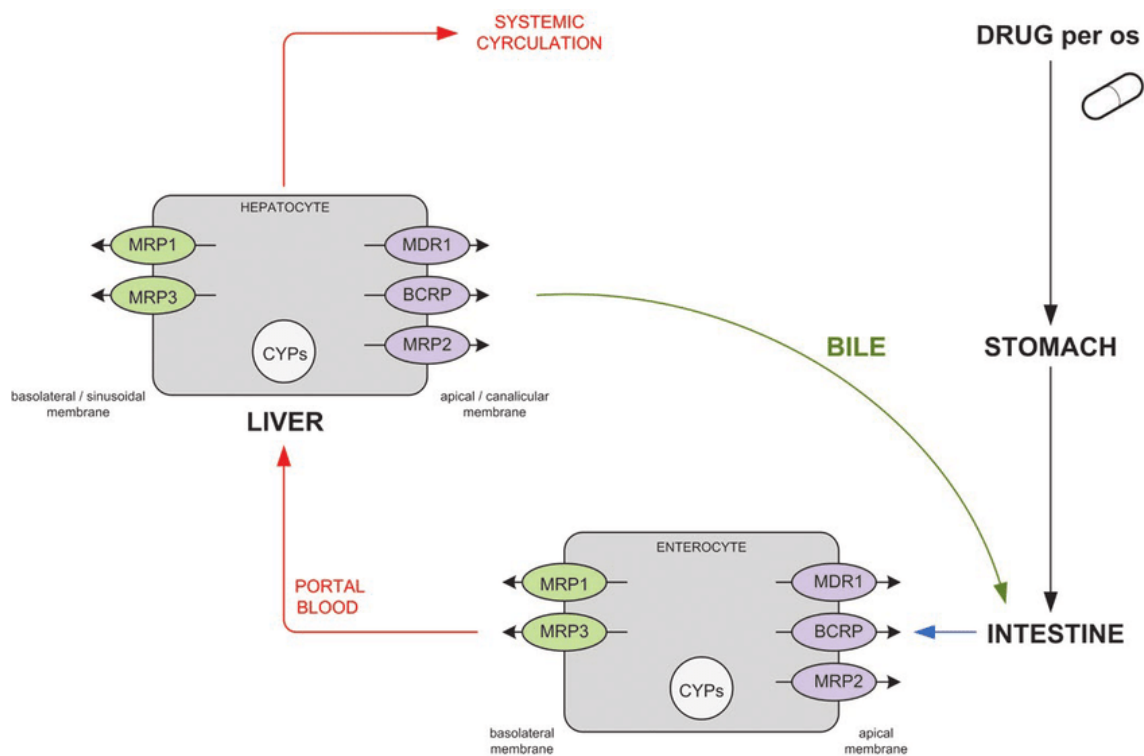 SYSTEMIC
CYRCULATION
DRUG per os
HEPATOCYTE
MRP1
MDR1
MRP3
BCRP
MRP2
CYPs
basolateral / sinusoidal
membrane
apical / canalicular
membrane
LIVER
BILE
STOMACH
PORTAL
BLOOD
ENTEROCYTE
MRP1
MDR1
MRP3
BCRP
MRP2
CYPs
basolateral
membrane
apical
membrane
INTESTINE